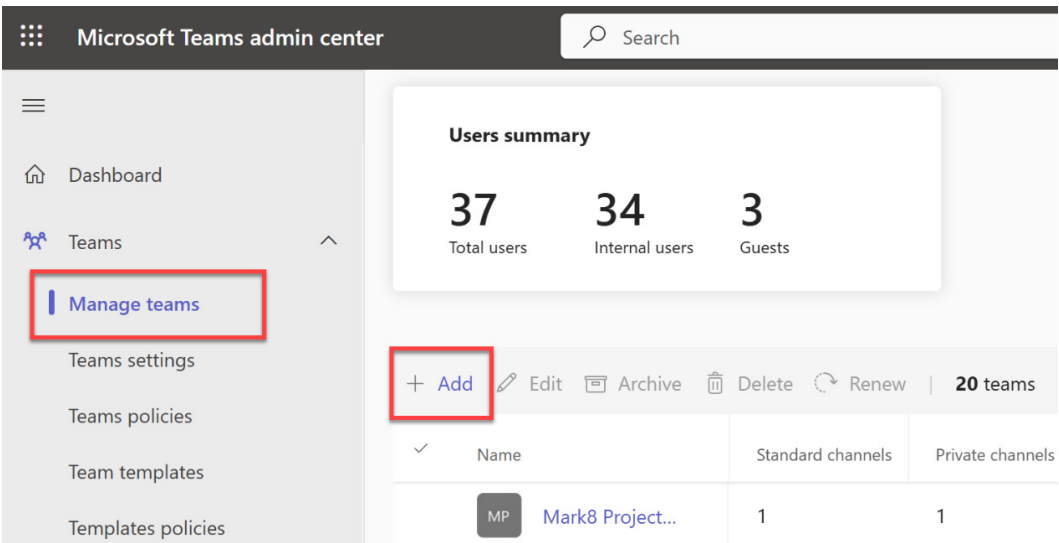 Microsoft Teams admin center
Search
Dashboard
Teams
Manage teams
Teams settings
Teams policies
Team templates
Templates policies
Users summary
37 34 3
Total users Internal users Guests
+ Add Edit Archive Delete Renew | 20 teams
Name Standard channels Private channels
MP Mark8 Project... 1 1